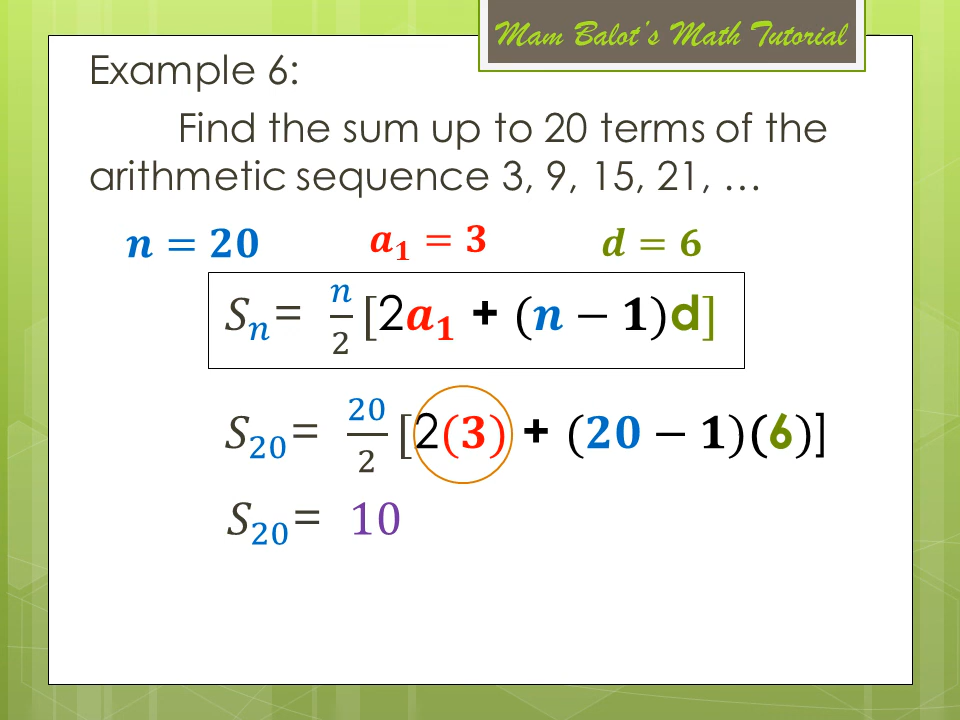 Mam Balot's Math Tutorial
Example 6:
Find the sum up to 20 terms of the
arithmetic sequence 3, 9, 15, 21, …
𝒏 = 𝟐𝟎 𝒂₁ = 𝟑 𝒅 = 𝟔
Sₙ= n/2 [2a₁ + (n − 1)d]
S₂₀= 20/2 [2(3) + (20 − 1)(6)]
S₂₀= 10